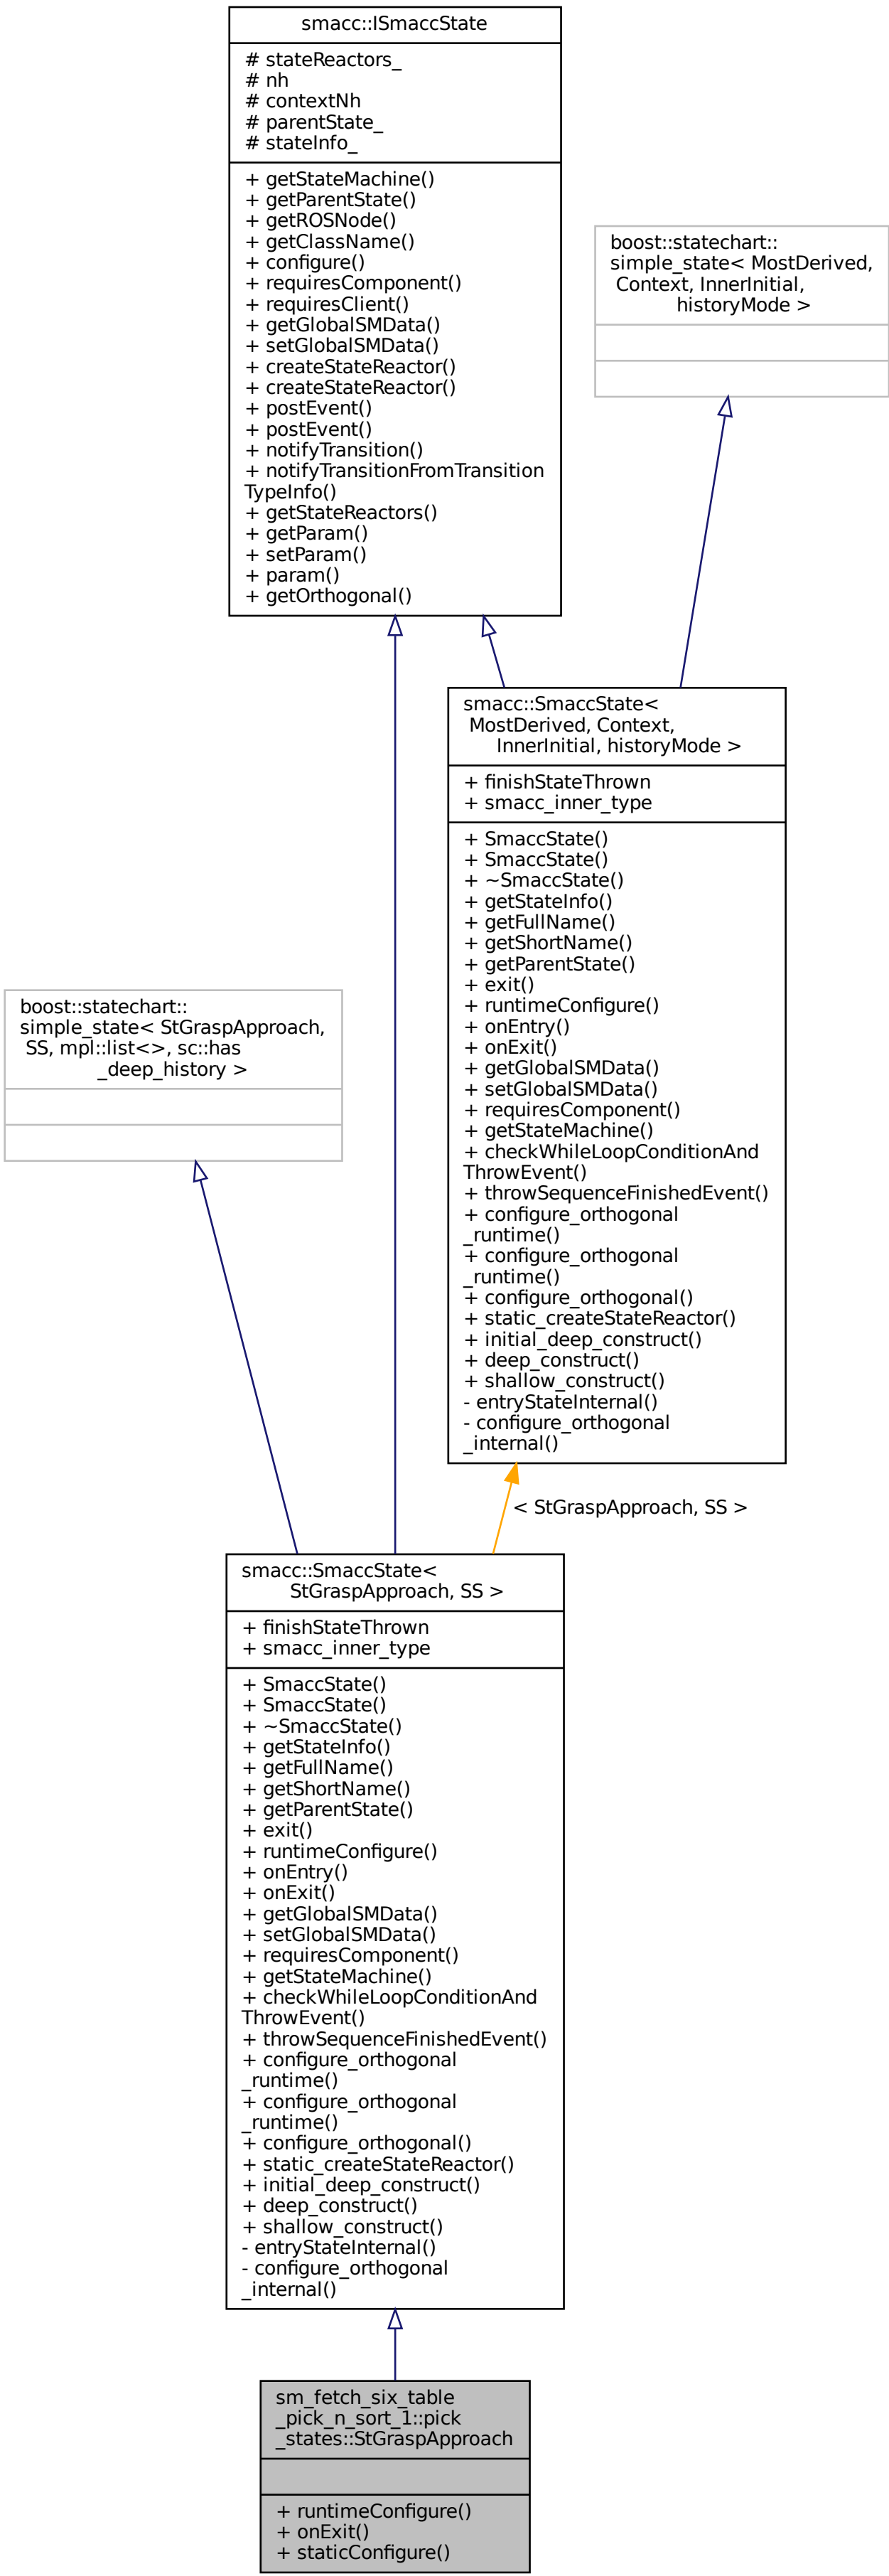 smacc::ISmaccState
# stateReactors_
# nh
# contextNh
# parentState_
# stateInfo_
+ getStateMachine()
+ getParentState()
+ getROSNode()
+ getClassName()
+ configure()
+ requiresComponent()
+ requiresClient()
+ getGlobalSMData()
+ setGlobalSMData()
+ createStateReactor()
+ createStateReactor()
+ postEvent()
+ postEvent()
+ notifyTransition()
+ notifyTransitionFromTransition
TypeInfo()
+ getStateReactors()
+ getParam()
+ setParam()
+ param()
+ getOrthogonal()
boost::statechart::
simple_state< MostDerived,
Context, InnerInitial,
historyMode >
smacc::SmaccState<
MostDerived, Context,
InnerInitial, historyMode >
+ finishStateThrown
+ smacc_inner_type
+ SmaccState()
+ SmaccState()
+ ~SmaccState()
+ getStateInfo()
+ getFullName()
+ getShortName()
+ getParentState()
+ exit()
+ runtimeConfigure()
+ onEntry()
+ onExit()
+ getGlobalSMData()
+ setGlobalSMData()
+ requiresComponent()
+ getStateMachine()
+ checkWhileLoopConditionAnd
ThrowEvent()
+ throwSequenceFinishedEvent()
+ configure_orthogonal
_runtime()
+ configure_orthogonal
_runtime()
+ configure_orthogonal()
+ static_createStateReactor()
+ initial_deep_construct()
+ deep_construct()
+ shallow_construct()
- entryStateInternal()
- configure_orthogonal
_internal()
boost::statechart::
simple_state< StGraspApproach,
SS, mpl::list<>, sc::has
_deep_history >
< StGraspApproach, SS >
smacc::SmaccState<
StGraspApproach, SS >
+ finishStateThrown
+ smacc_inner_type
+ SmaccState()
+ SmaccState()
+ ~SmaccState()
+ getStateInfo()
+ getFullName()
+ getShortName()
+ getParentState()
+ exit()
+ runtimeConfigure()
+ onEntry()
+ onExit()
+ getGlobalSMData()
+ setGlobalSMData()
+ requiresComponent()
+ getStateMachine()
+ checkWhileLoopConditionAnd
ThrowEvent()
+ throwSequenceFinishedEvent()
+ configure_orthogonal
_runtime()
+ configure_orthogonal
_runtime()
+ configure_orthogonal()
+ static_createStateReactor()
+ initial_deep_construct()
+ deep_construct()
+ shallow_construct()
- entryStateInternal()
- configure_orthogonal
_internal()
sm_fetch_six_table
_pick_n_sort_1::pick
_states::StGraspApproach
+ runtimeConfigure()
+ onExit()
+ staticConfigure()